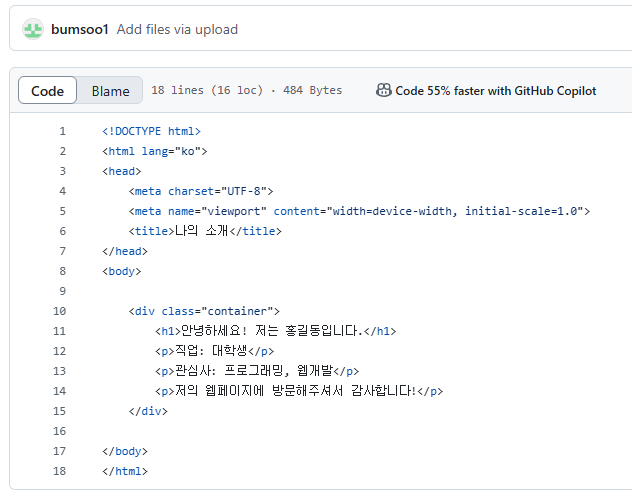 bumsoo1 Add files via upload
Code Blame 18 lines (16 loc) · 484 Bytes Code 55% faster with GitHub Copilot
1 <!DOCTYPE html>
2 <html lang="ko">
3 <head>
4 <meta charset="UTF-8">
5 <meta name="viewport" content="width=device-width, initial-scale=1.0">
6 <title>나의 소개</title>
7 </head>
8 <body>
9
10 <div class="container">
11 <h1>안녕하세요! 저는 홍길동입니다.</h1>
12 <p>직업: 대학생</p>
13 <p>관심사: 프로그래밍, 웹개발</p>
14 <p>저의 웹페이지에 방문해주셔서 감사합니다!</p>
15 </div>
16
17 </body>
18 </html>